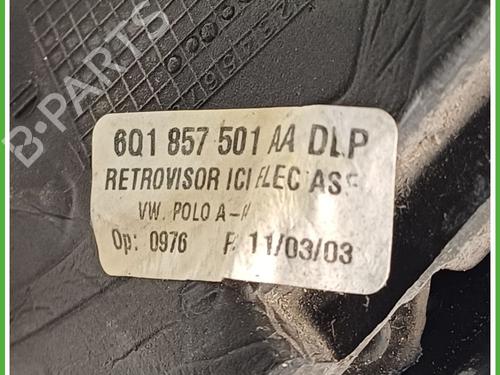 B-PARTS
6Q1 857 501 AA DLP
RETROVISOR ICI ELEC ASF
VW. POLO A-
Op: 0976 F. 11/03/03